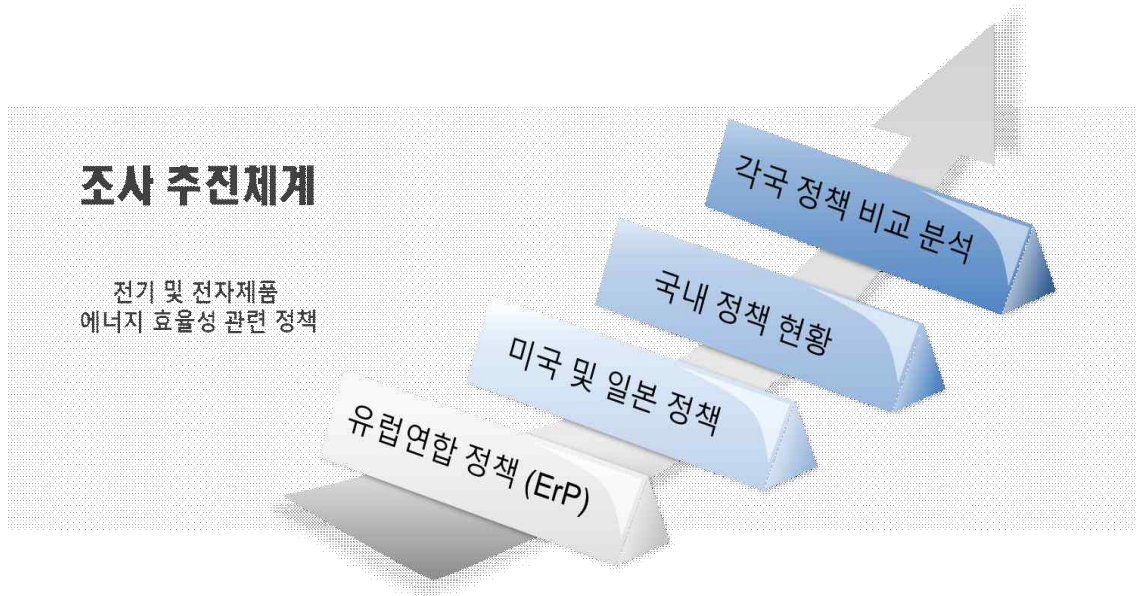 조사 추진체계
전기 및 전자제품
에너지 효율성 관련 정책
각국 정책 비교 분석
국내 정책 현황
미국 및 일본 정책
유럽연합 정책 (ErP)